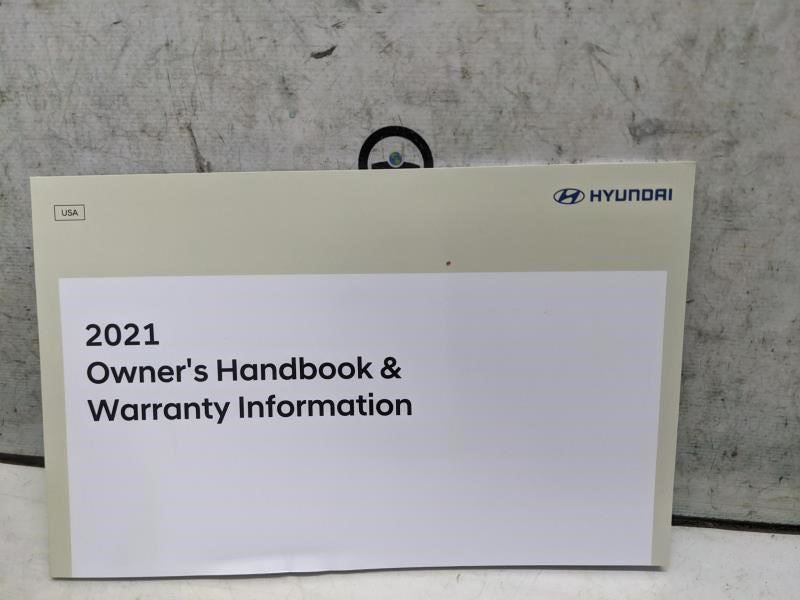 USA
HYUNDAI
2021
Owner's Handbook &
Warranty Information